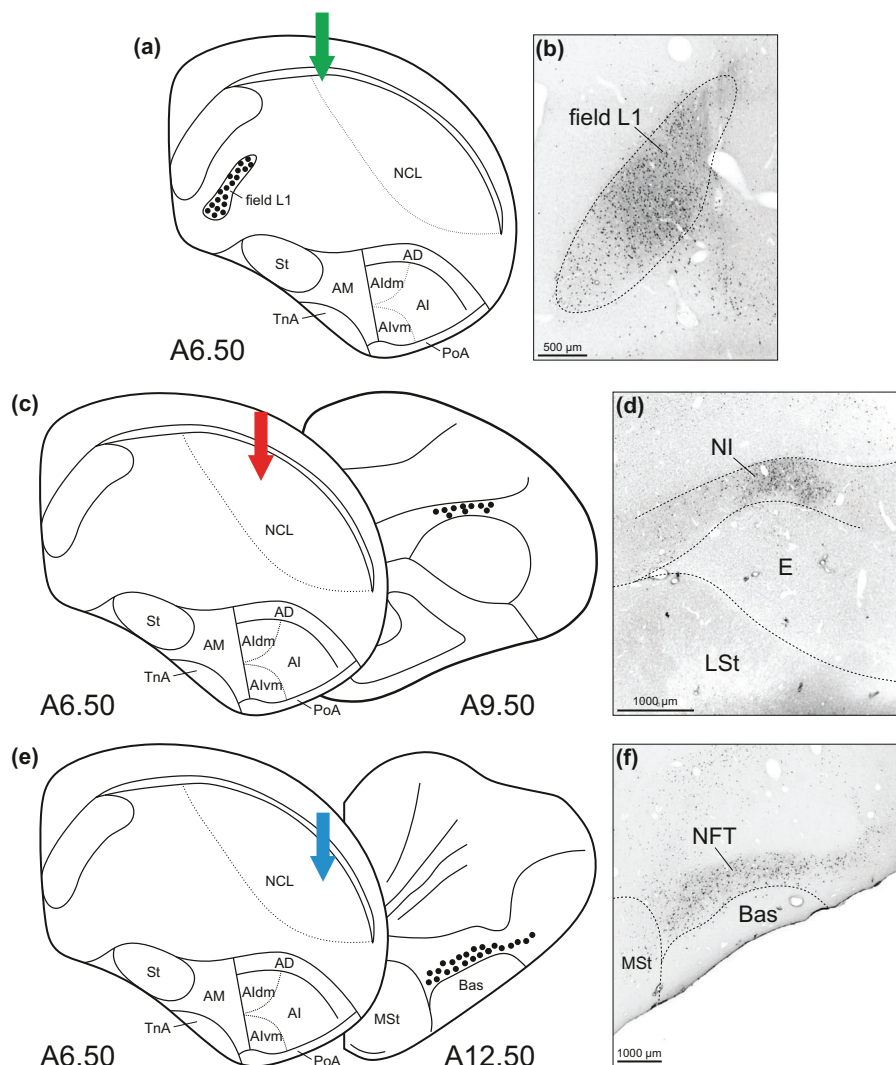 (a)
NCL
field L1
St
AD
AIdm
AM
AI
TnA
AIvm
PoA
A6.50
(b)
field L1
500 µm
(c)
NCL
St
AD
AIdm
AM
AI
TnA
AIvm
PoA
A6.50
A9.50
(d)
NI
E
LSt
1000 µm
(e)
NCL
St
AD
AIdm
AM
AI
TnA
AIvm
PoA
MSt
Bas
A6.50
A12.50
(f)
NFT
Bas
MSt
1000 µm